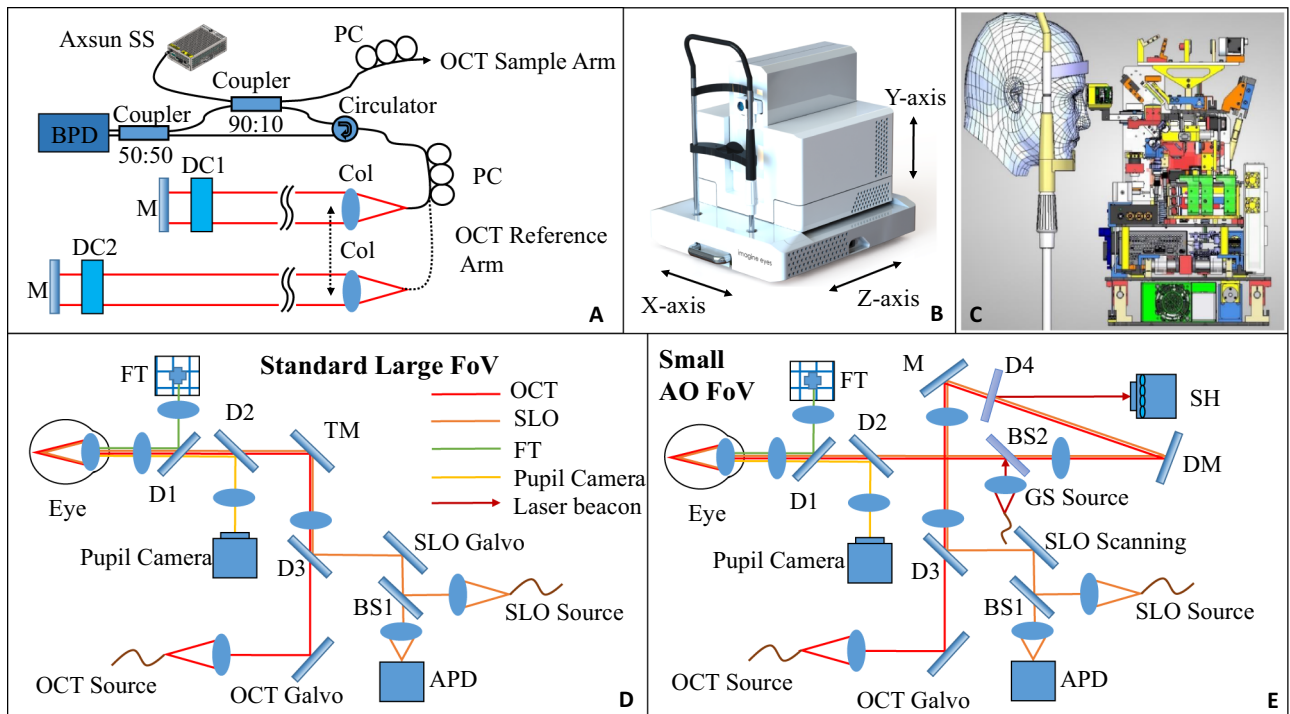 Axsun SS
PC
OCT Sample Arm
Coupler
Coupler
Circulator
90:10
BPD
50:50
DC1
Col
PC
M
DC2
Col
OCT Reference
Arm
M
A
Y-axis
imagine eyes
X-axis
Z-axis
B
C
Standard Large FoV
FT
D2
TM
OCT
SLO
FT
Pupil Camera
Laser beacon
D1
Eye
Pupil Camera
D3
SLO Galvo
BS1
SLO Source
OCT Source
OCT Galvo
APD
D
Small
AO FoV
FT
M
D4
SH
D2
BS2
DM
D1
Eye
GS Source
Pupil Camera
D3
SLO Scanning
BS1
SLO Source
OCT Source
OCT Galvo
APD
E